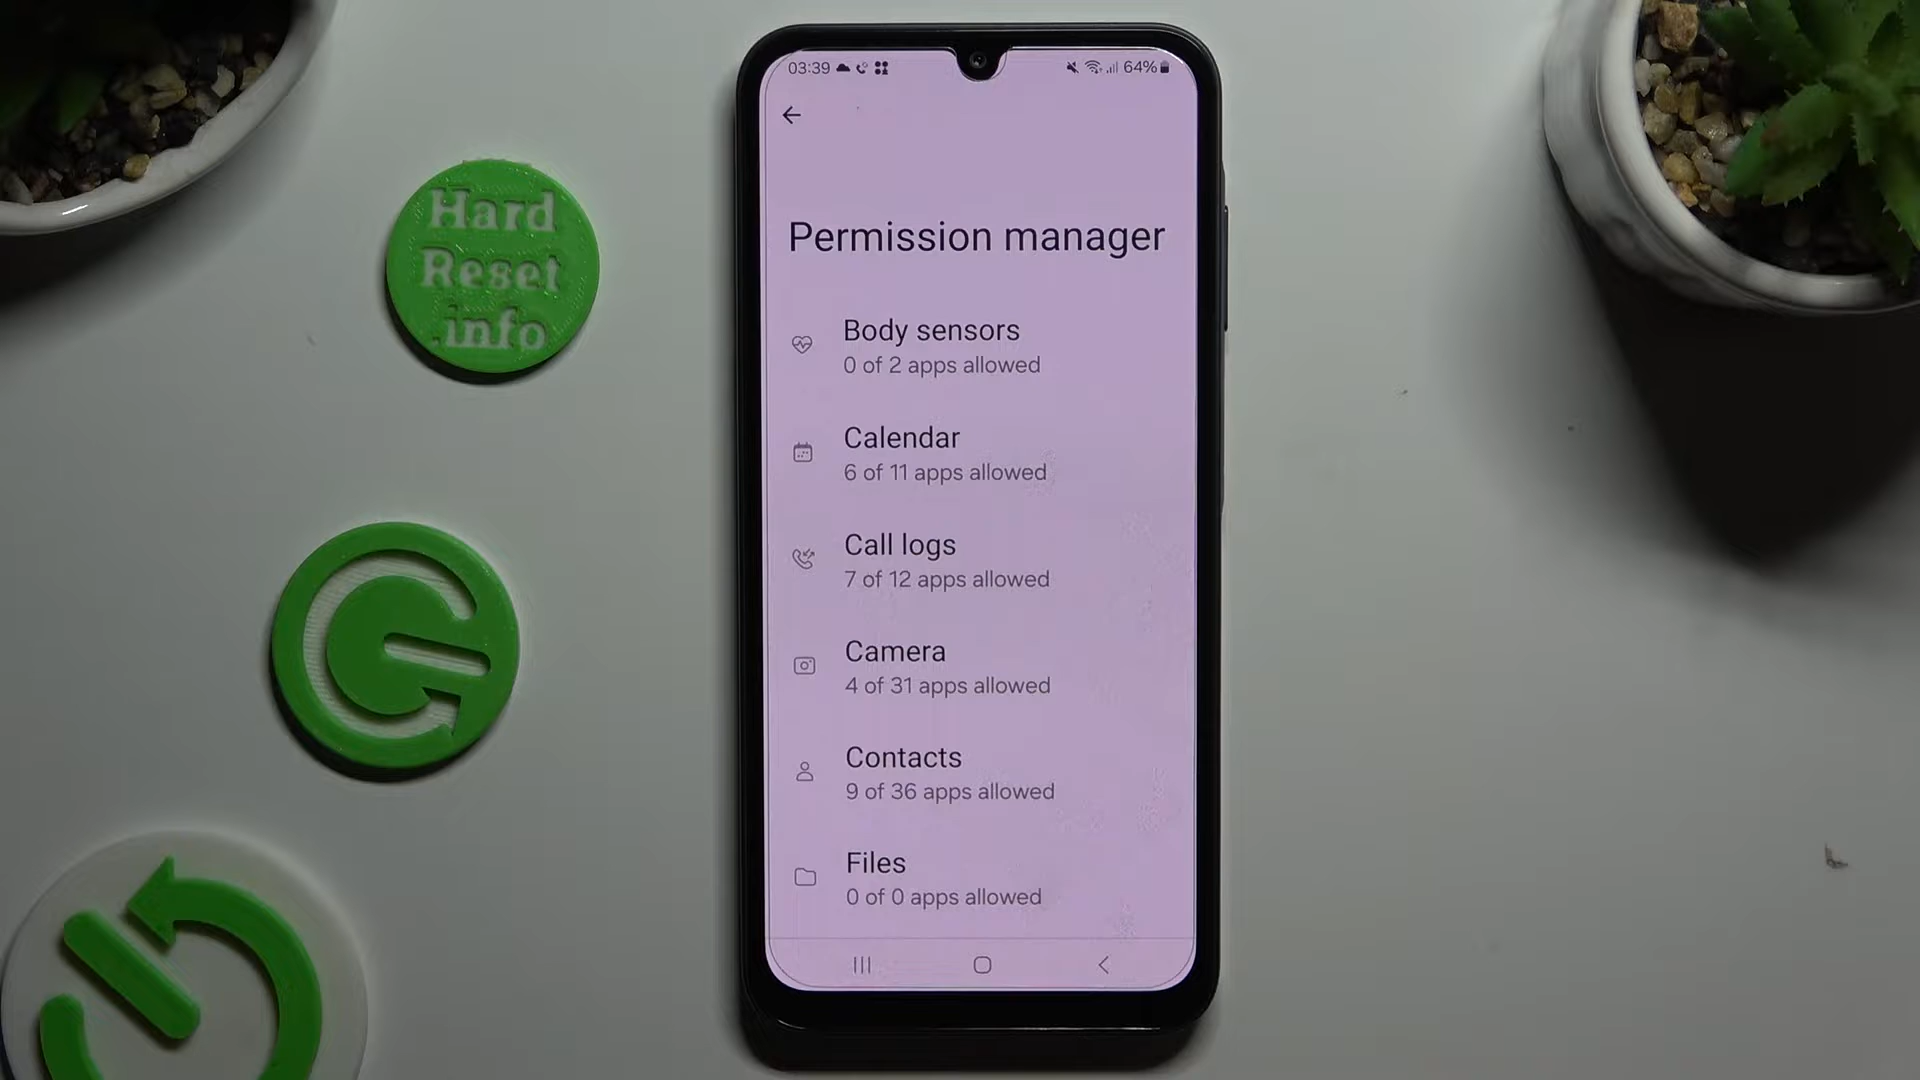 Hard
Reset
.info
03:39
64%
Permission manager
Body sensors
0 of 2 apps allowed
Calendar
6 of 11 apps allowed
Call logs
7 of 12 apps allowed
Camera
4 of 31 apps allowed
Contacts
9 of 36 apps allowed
Files
0 of 0 apps allowed